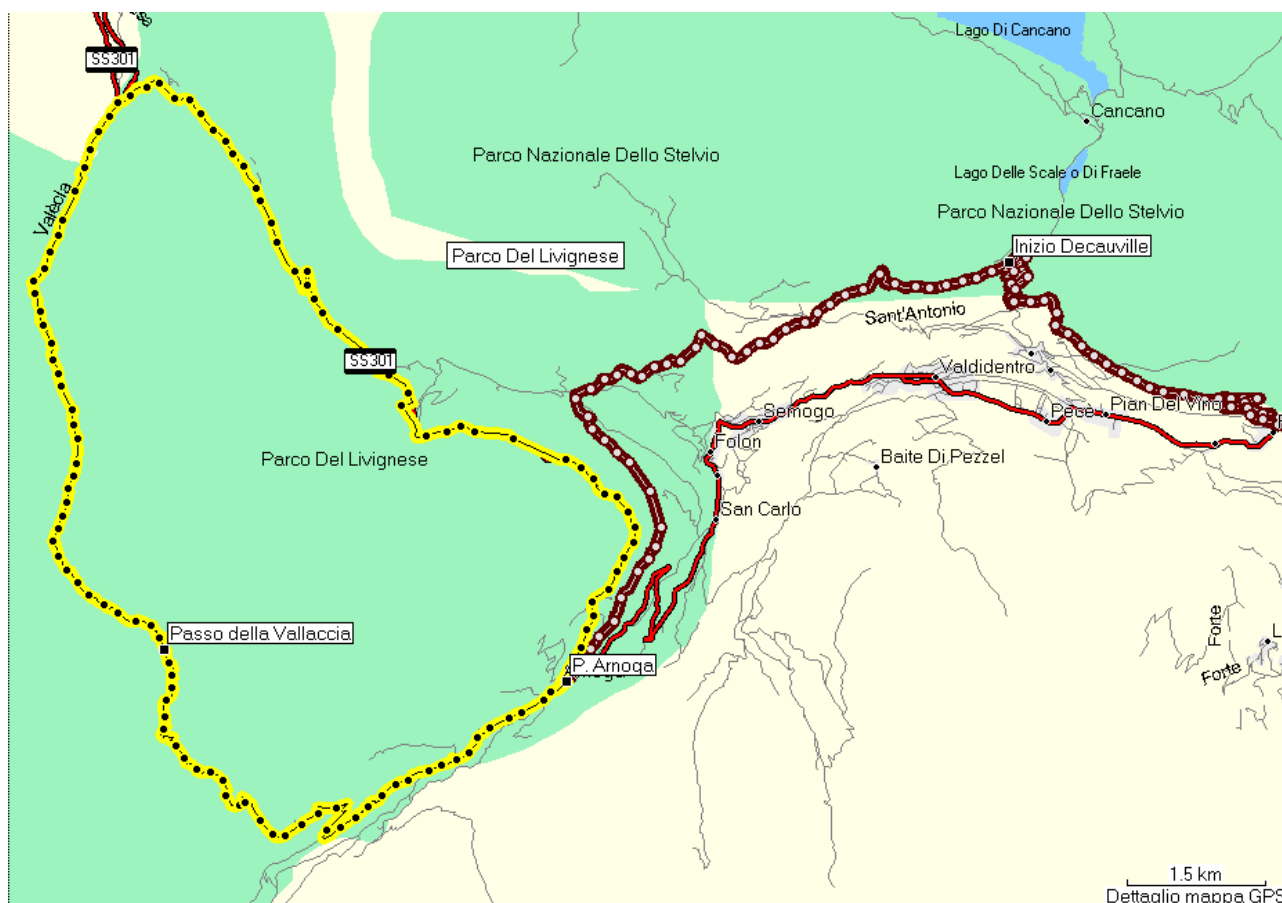 SS301
Lago Di Cancano
Cancano
Parco Nazionale Dello Stelvio
Lago Delle Scale o Di Fraele
Valècia
Parco Nazionale Dello Stelvio
Inizio Decauville
Parco Del Livignese
Sant'Antonio
SS301
Valdidentro
Semogo
Pecè
Pian Del Vino
Folon
Parco Del Livignese
Baite Di Pezzel
San Carlo
Forte
Passo della Vallaccia
P. Arnoga
Forte
1.5 km
Dettaglio mappa GPS